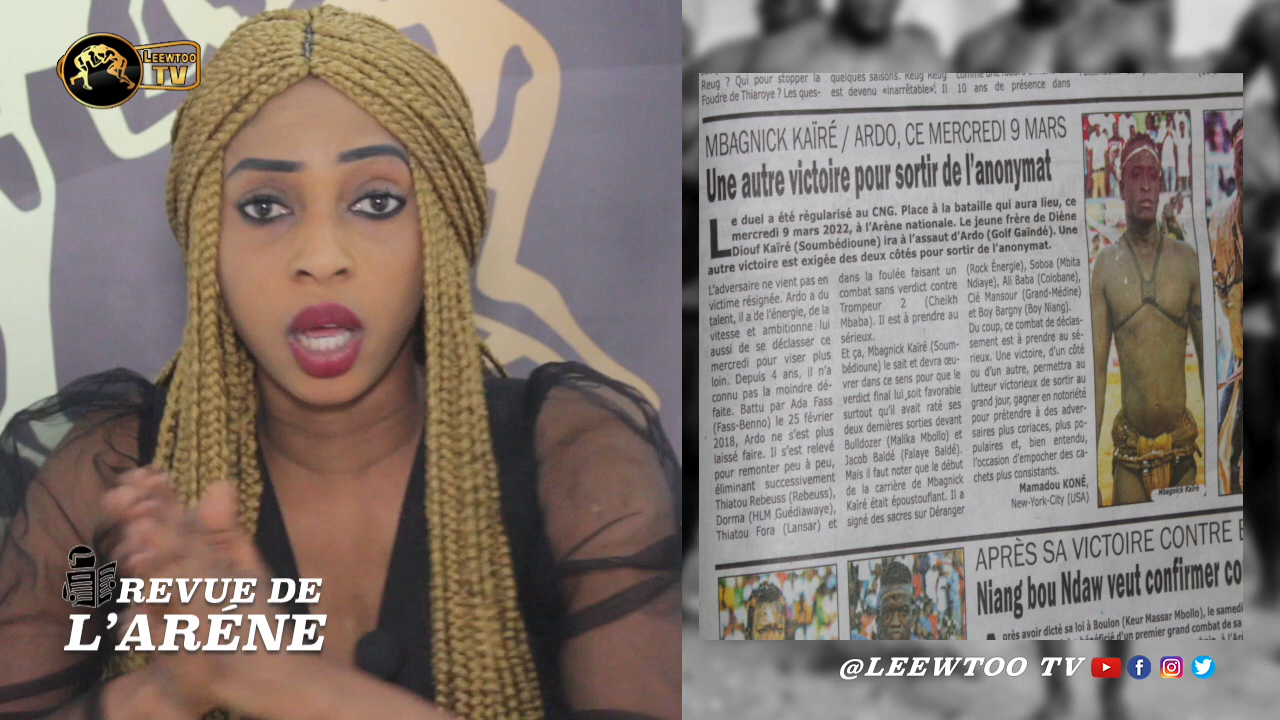 LEEWTOO
TV
REVUE DE
L'ARÉNE
Reug ? Qui pour stopper la
Foudre de Thiaroye ? Les ques-
quelques saisons. Reug Reug
est devenu «inarrêtable»! Il
10 ans de présence dans
MBAGNICK KAÏRÉ / ARDO, CE MERCREDI 9 MARS
Une autre victoire pour sortir de l'anonymat
Le duel a été régularisé au CNG. Place à la bataille qui aura lieu, ce
mercredi 9 mars 2022, à l'Arène nationale. Le jeune frère de Diène
Diouf Kaïré (Soumbédioune) ira à l'assaut d'Ardo (Golf Gaïndé). Une
autre victoire est exigée des deux côtés pour sortir de l'anonymat.
L'adversaire ne vient pas en
victime résignée. Ardo a du
talent, il a de l'énergie, de la
vitesse et ambitionne lui
aussi de se déclasser ce
mercredi pour viser plus
loin. Depuis 4 ans, il n'a
connu pas la moindre dé-
faite. Battu par Ada Fass
(Fass-Benno) le 25 février
2018, Ardo ne s'est plus
laissé faire. Il s'est relevé
pour remonter peu à peu,
éliminant successivement
Thiatou Rebeuss (Rebeuss),
Dorma (HLM Guédiawaye),
Thiatou Fora (Lansar) et
dans la foulée faisant un
combat sans verdict contre
Trompeur 2 (Cheikh
Mbaba). Il est à prendre au
sérieux.
Et ça, Mbagnick Kaïré (Soum-
bédioune) le sait et devra œu-
vrer dans ce sens pour que le
verdict final lui soit favorable
surtout qu'il avait raté ses
deux dernières sorties devant
Bulldozer (Malika Mbollo) et
Jacob Baldé (Falaye Baldé).
Mais il faut noter que le début
de la carrière de Mbagnick
Kaïré était époustouflant. Il a
signé des sacres sur Déranger
(Rock Énergie), Soboa (Mbita
Ndiaye), Ali Baba (Colobane),
Clé Mansour (Grand-Médine)
et Boy Bargny (Boy Niang).
Du coup, ce combat de déclas-
sement est à prendre au sé-
rieux. Une victoire, d'un côté
ou d'un autre, permettra au
lutteur victorieux de sortir au
grand jour, gagner en notoriété
pour prétendre à des adver-
saires plus coriaces, plus po-
pulaires et, bien entendu,
l'occasion d'empocher des ca-
chets plus consistants.
Mamadou KONÉ,
New-York-City (USA)
Mbagnick Kaïré
APRÈS SA VICTOIRE CONTRE
Niang bou Ndaw veut confirmer co
Après avoir dicté sa loi à Boulon (Keur Massar Mbollo), le samedi
bénéficié d'un premier grand combat de sa
@LEEWTOO TV